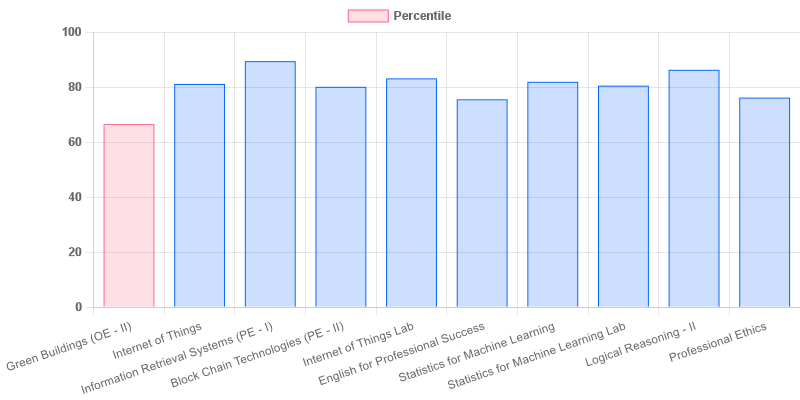 Percentile
100
80
60
40
20
0
Green Buildings (OE - II)
Internet of Things
Information Retrieval Systems (PE - I)
Block Chain Technologies (PE - II)
Internet of Things Lab
English for Professional Success
Statistics for Machine Learning
Statistics for Machine Learning Lab
Logical Reasoning - II
Professional Ethics